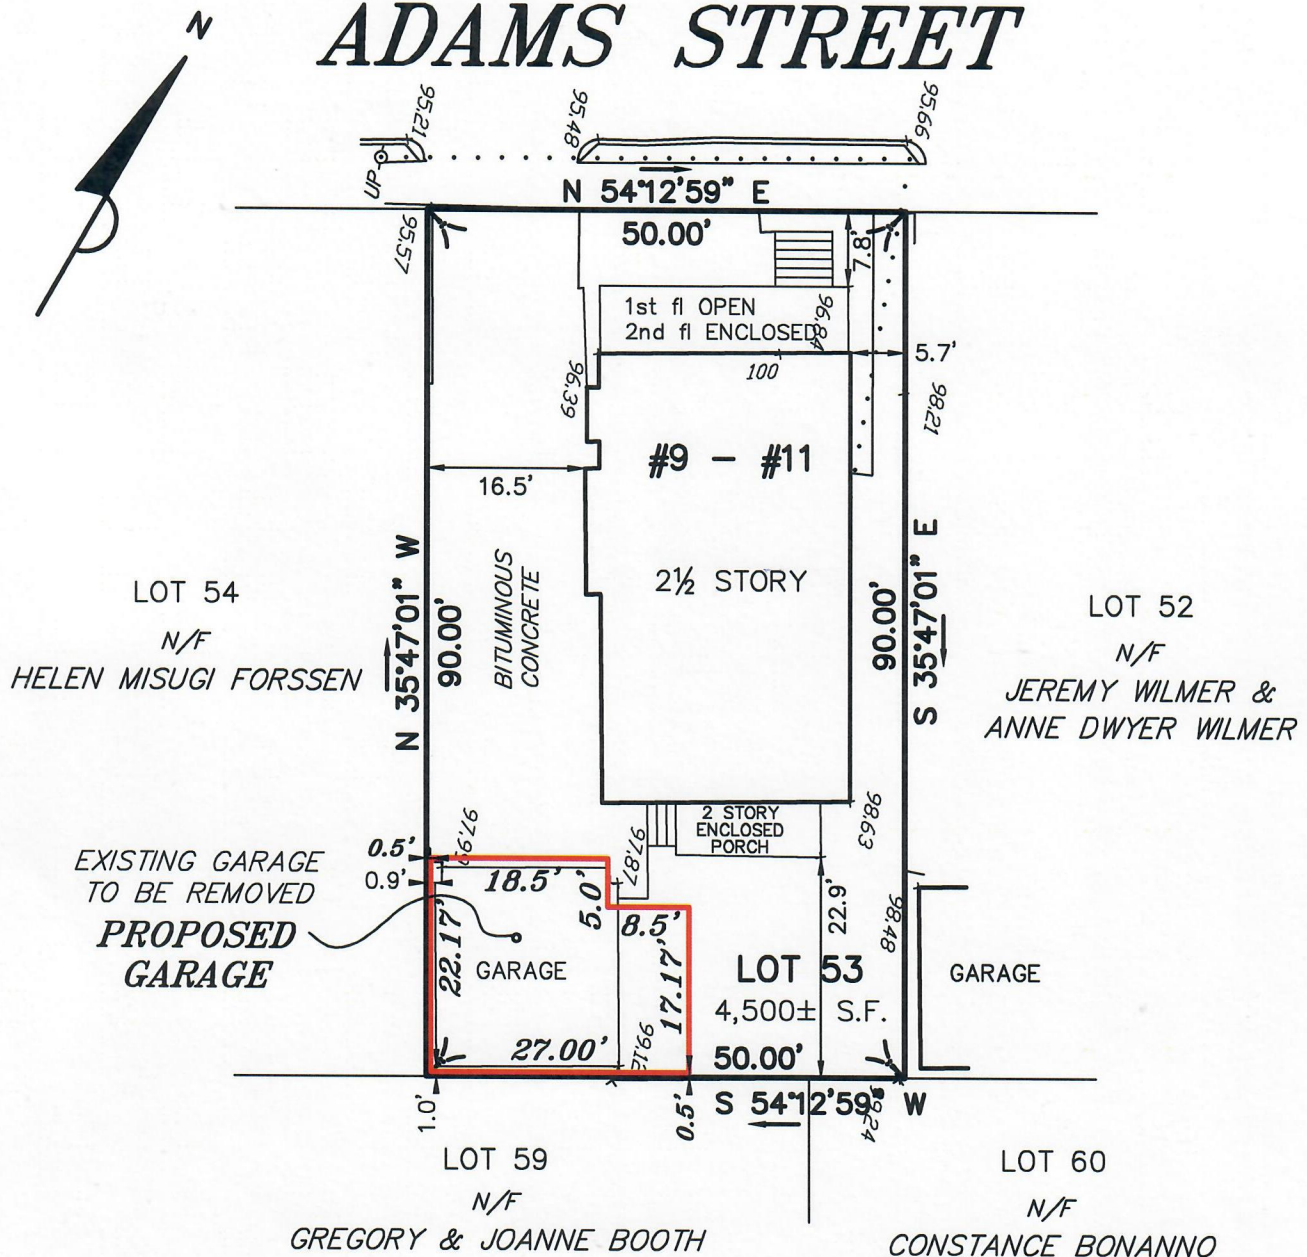 N
ADAMS STREET
95.21
95.48
95.66
UP
N 54°12'59" E
50.00'
95.57
7.8'
1st fl OPEN
2nd fl ENCLOSED
96.84
5.7'
100
96.39
98.21
#9 - #11
16.5'
BITUMINOUS
CONCRETE
2½ STORY
N 35°47'01" W
90.00'
90.00'
S 35°47'01" E
LOT 54
N/F
HELEN MISUGI FORSSEN
LOT 52
N/F
JEREMY WILMER &
ANNE DWYER WILMER
2 STORY
ENCLOSED
PORCH
98.63
97.87
0.5'
0.9'
EXISTING GARAGE
TO BE REMOVED
PROPOSED
GARAGE
18.5'
5.0'
8.5'
22.17'
GARAGE
17.17'
27.00'
22.9'
98.48
LOT 53
4,500± S.F.
GARAGE
50.00'
S 54°12'59" W
99.24
1.0'
0.5'
LOT 59
N/F
GREGORY & JOANNE BOOTH
LOT 60
N/F
CONSTANCE BONANNO